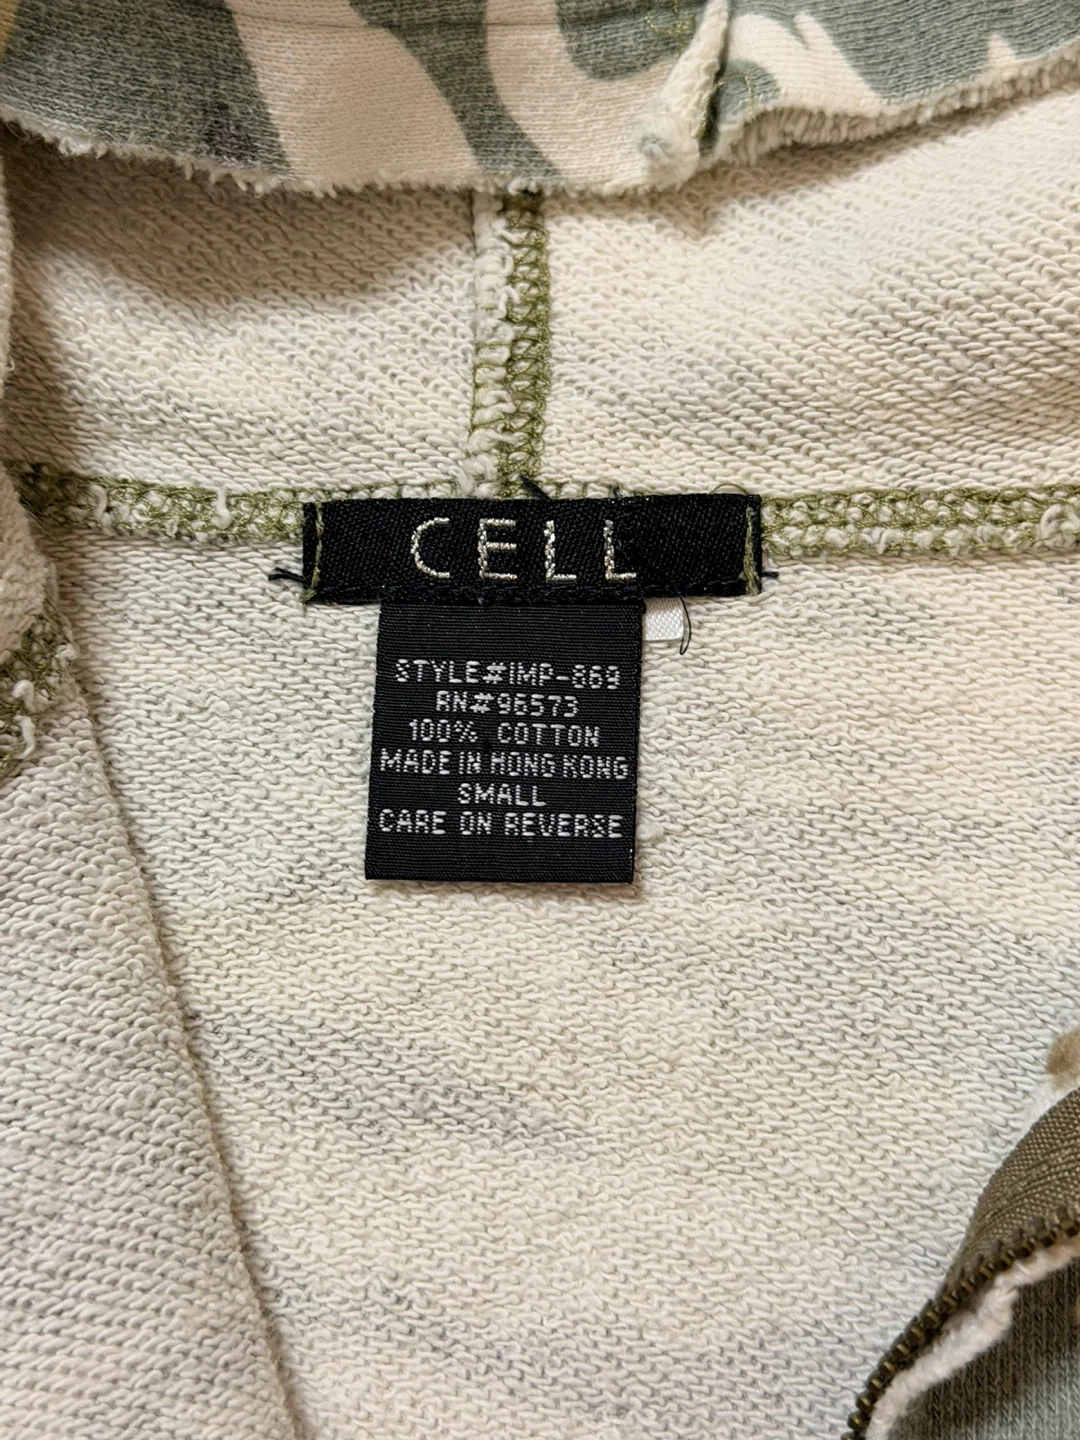 CELL
STYLE#IMP-869
RN#96573
100% COTTON
MADE IN HONG KONG
SMALL
CARE ON REVERSE